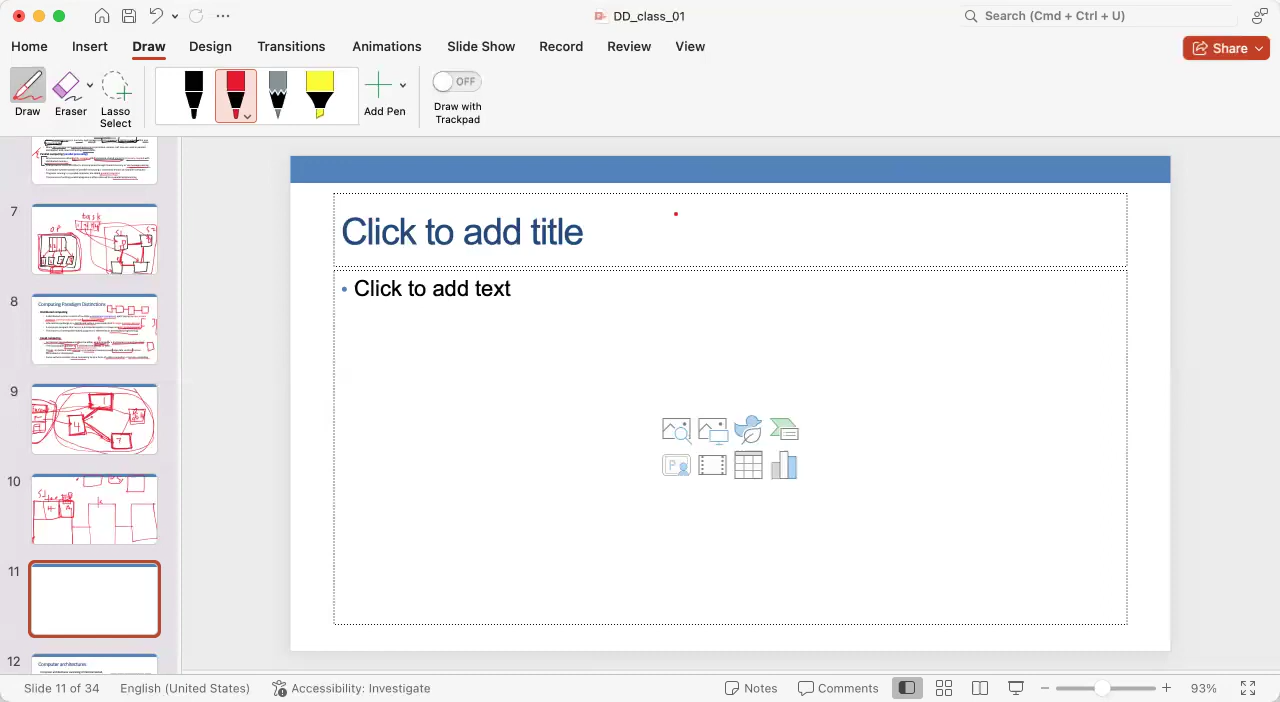 DD_class_01
Search (Cmd + Ctrl + U)
Home Insert Draw Design Transitions Animations Slide Show Record Review View
Share
Draw
Eraser
Lasso Select
Add Pen
OFF
Draw with Trackpad
7
task
8
Computing Paradigm Distinctions
9
10
11
12
Computer architectures
Click to add title
• Click to add text
Slide 11 of 34
English (United States)
Accessibility: Investigate
Notes
Comments
93%